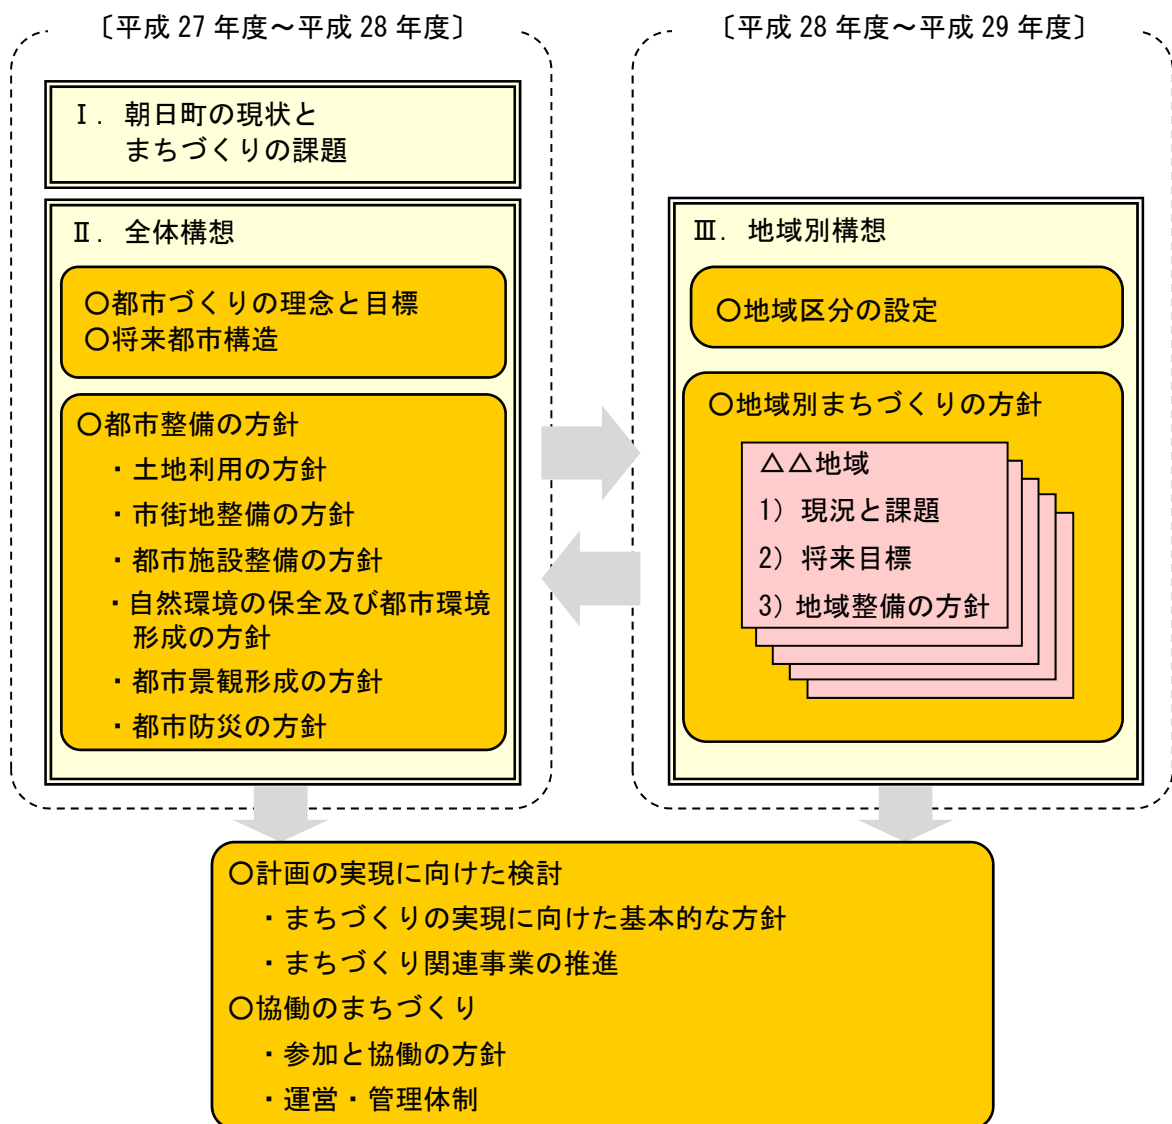 〔平成 27 年度～平成 28 年度〕
Ⅰ． 朝日町の現状と
まちづくりの課題
Ⅱ． 全体構想
○都市づくりの理念と目標
○将来都市構造
○都市整備の方針
・土地利用の方針
・市街地整備の方針
・都市施設整備の方針
・自然環境の保全及び都市環境
形成の方針
・都市景観形成の方針
・都市防災の方針
〔平成 28 年度～平成 29 年度〕
Ⅲ． 地域別構想
○地域区分の設定
○地域別まちづくりの方針
△△地域
1） 現況と課題
2） 将来目標
3） 地域整備の方針
○計画の実現に向けた検討
・まちづくりの実現に向けた基本的な方針
・まちづくり関連事業の推進
○協働のまちづくり
・参加と協働の方針
・運営・管理体制